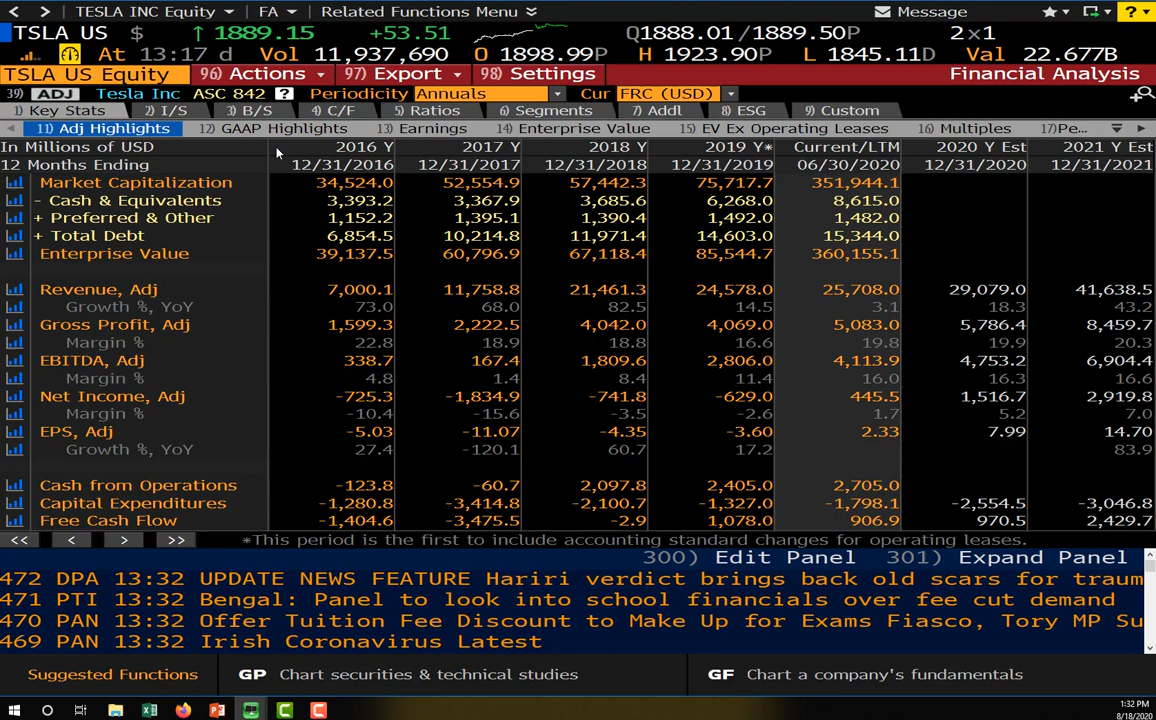 TESLA INC Equity FA Related Functions Menu Message ?
TSLA US $ ↑ 1889.15 +53.51 Q1888.01/1889.50P 2×1
At 13:17 d Vol 11,937,690 O 1898.99P H 1923.90P L 1845.11D Val 22.677B
TSLA US Equity 96) Actions 97) Export 98) Settings Financial Analysis
39) ADJ Tesla Inc ASC 842 ? Periodicity Annuals Cur FRC (USD)
1) Key Stats 2) I/S 3) B/S 4) C/F 5) Ratios 6) Segments 7) Addl 8) ESG 9) Custom
11) Adj Highlights 12) GAAP Highlights 13) Earnings 14) Enterprise Value 15) EV Ex Operating Leases 16) Multiples 17)Pe...
In Millions of USD 2016 Y 2017 Y 2018 Y 2019 Y* Current/LTM 2020 Y Est 2021 Y Est
12 Months Ending 12/31/2016 12/31/2017 12/31/2018 12/31/2019 06/30/2020 12/31/2020 12/31/2021
Market Capitalization 34,524.0 52,554.9 57,442.3 75,717.7 351,944.1
- Cash & Equivalents 3,393.2 3,367.9 3,685.6 6,268.0 8,615.0
+ Preferred & Other 1,152.2 1,395.1 1,390.4 1,492.0 1,482.0
+ Total Debt 6,854.5 10,214.8 11,971.4 14,603.0 15,344.0
Enterprise Value 39,137.5 60,796.9 67,118.4 85,544.7 360,155.1
Revenue, Adj 7,000.1 11,758.8 21,461.3 24,578.0 25,708.0 29,079.0 41,638.5
Growth %, YoY 73.0 68.0 82.5 14.5 3.1 18.3 43.2
Gross Profit, Adj 1,599.3 2,222.5 4,042.0 4,069.0 5,083.0 5,786.4 8,459.7
Margin % 22.8 18.9 18.8 16.6 19.8 19.9 20.3
EBITDA, Adj 338.7 167.4 1,809.6 2,806.0 4,113.9 4,753.2 6,904.4
Margin % 4.8 1.4 8.4 11.4 16.0 16.3 16.6
Net Income, Adj -725.3 -1,834.9 -741.8 -629.0 445.5 1,516.7 2,919.8
Margin % -10.4 -15.6 -3.5 -2.6 1.7 5.2 7.0
EPS, Adj -5.03 -11.07 -4.35 -3.60 2.33 7.99 14.70
Growth %, YoY 27.4 -120.1 60.7 17.2 83.9
Cash from Operations -123.8 -60.7 2,097.8 2,405.0 2,705.0
Capital Expenditures -1,280.8 -3,414.8 -2,100.7 -1,327.0 -1,798.1 -2,554.5 -3,046.8
Free Cash Flow -1,404.6 -3,475.5 -2.9 1,078.0 906.9 970.5 2,429.7
<< < > >> *This period is the first to include accounting standard changes for operating leases.
300) Edit Panel 301) Expand Panel
472 DPA 13:32 UPDATE NEWS FEATURE Hariri verdict brings back old scars for traum
471 PTI 13:32 Bengal: Panel to look into school financials over fee cut demand
470 PAN 13:32 Offer Tuition Fee Discount to Make Up for Exams Fiasco, Tory MP Su
469 PAN 13:32 Irish Coronavirus Latest
Suggested Functions GP Chart securities & technical studies GF Chart a company's fundamentals
1:32 PM
8/18/2020